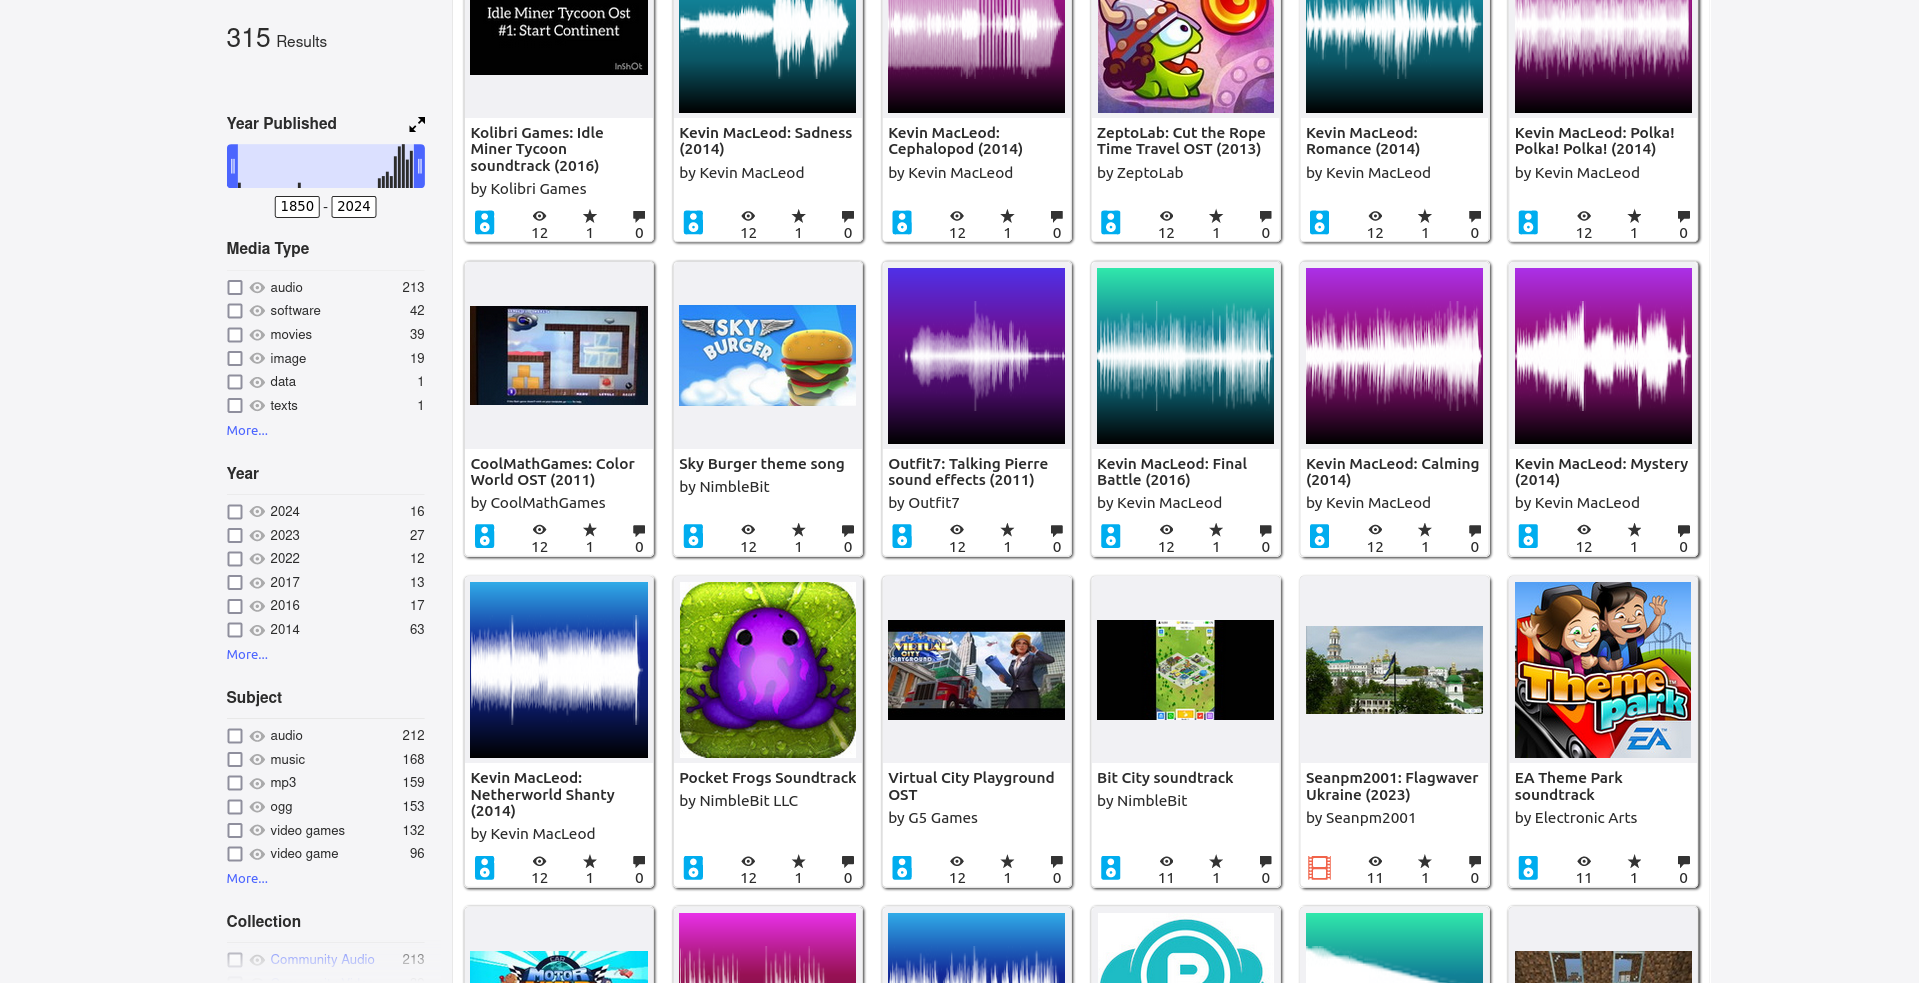 315 Results
Year Published
1850 - 2024
Media Type
audio 213
software 42
movies 39
image 19
data 1
texts 1
More...
Year
2024 16
2023 27
2022 12
2017 13
2016 17
2014 63
More...
Subject
audio 212
music 168
mp3 159
ogg 153
video games 132
video game 96
More...
Collection
Community Audio 213
Idle Miner Tycoon Ost
#1: Start Continent
InShOt
Kolibri Games: Idle
Miner Tycoon
soundtrack (2016)
by Kolibri Games
12 1 0
Kevin MacLeod: Sadness
(2014)
by Kevin MacLeod
12 1 0
Kevin MacLeod:
Cephalopod (2014)
by Kevin MacLeod
12 1 0
ZeptoLab: Cut the Rope
Time Travel OST (2013)
by ZeptoLab
12 1 0
Kevin MacLeod:
Romance (2014)
by Kevin MacLeod
12 1 0
Kevin MacLeod: Polka!
Polka! Polka! (2014)
by Kevin MacLeod
12 1 0
CoolMathGames: Color
World OST (2011)
by CoolMathGames
12 1 0
SKY
BURGER
Sky Burger theme song
by NimbleBit
12 1 0
Outfit7: Talking Pierre
sound effects (2011)
by Outfit7
12 1 0
Kevin MacLeod: Final
Battle (2016)
by Kevin MacLeod
12 1 0
Kevin MacLeod: Calming
(2014)
by Kevin MacLeod
12 1 0
Kevin MacLeod: Mystery
(2014)
by Kevin MacLeod
12 1 0
Kevin MacLeod:
Netherworld Shanty
(2014)
by Kevin MacLeod
12 1 0
Pocket Frogs Soundtrack
by NimbleBit LLC
12 1 0
VIRTUAL
CITY
PLAYGROUND
Virtual City Playground
OST
by G5 Games
12 1 0
Bit City soundtrack
by NimbleBit
11 1 0
Seanpm2001: Flagwaver
Ukraine (2023)
by Seanpm2001
11 1 0
Theme
park
EA
EA Theme Park
soundtrack
by Electronic Arts
11 1 0
MOTOR